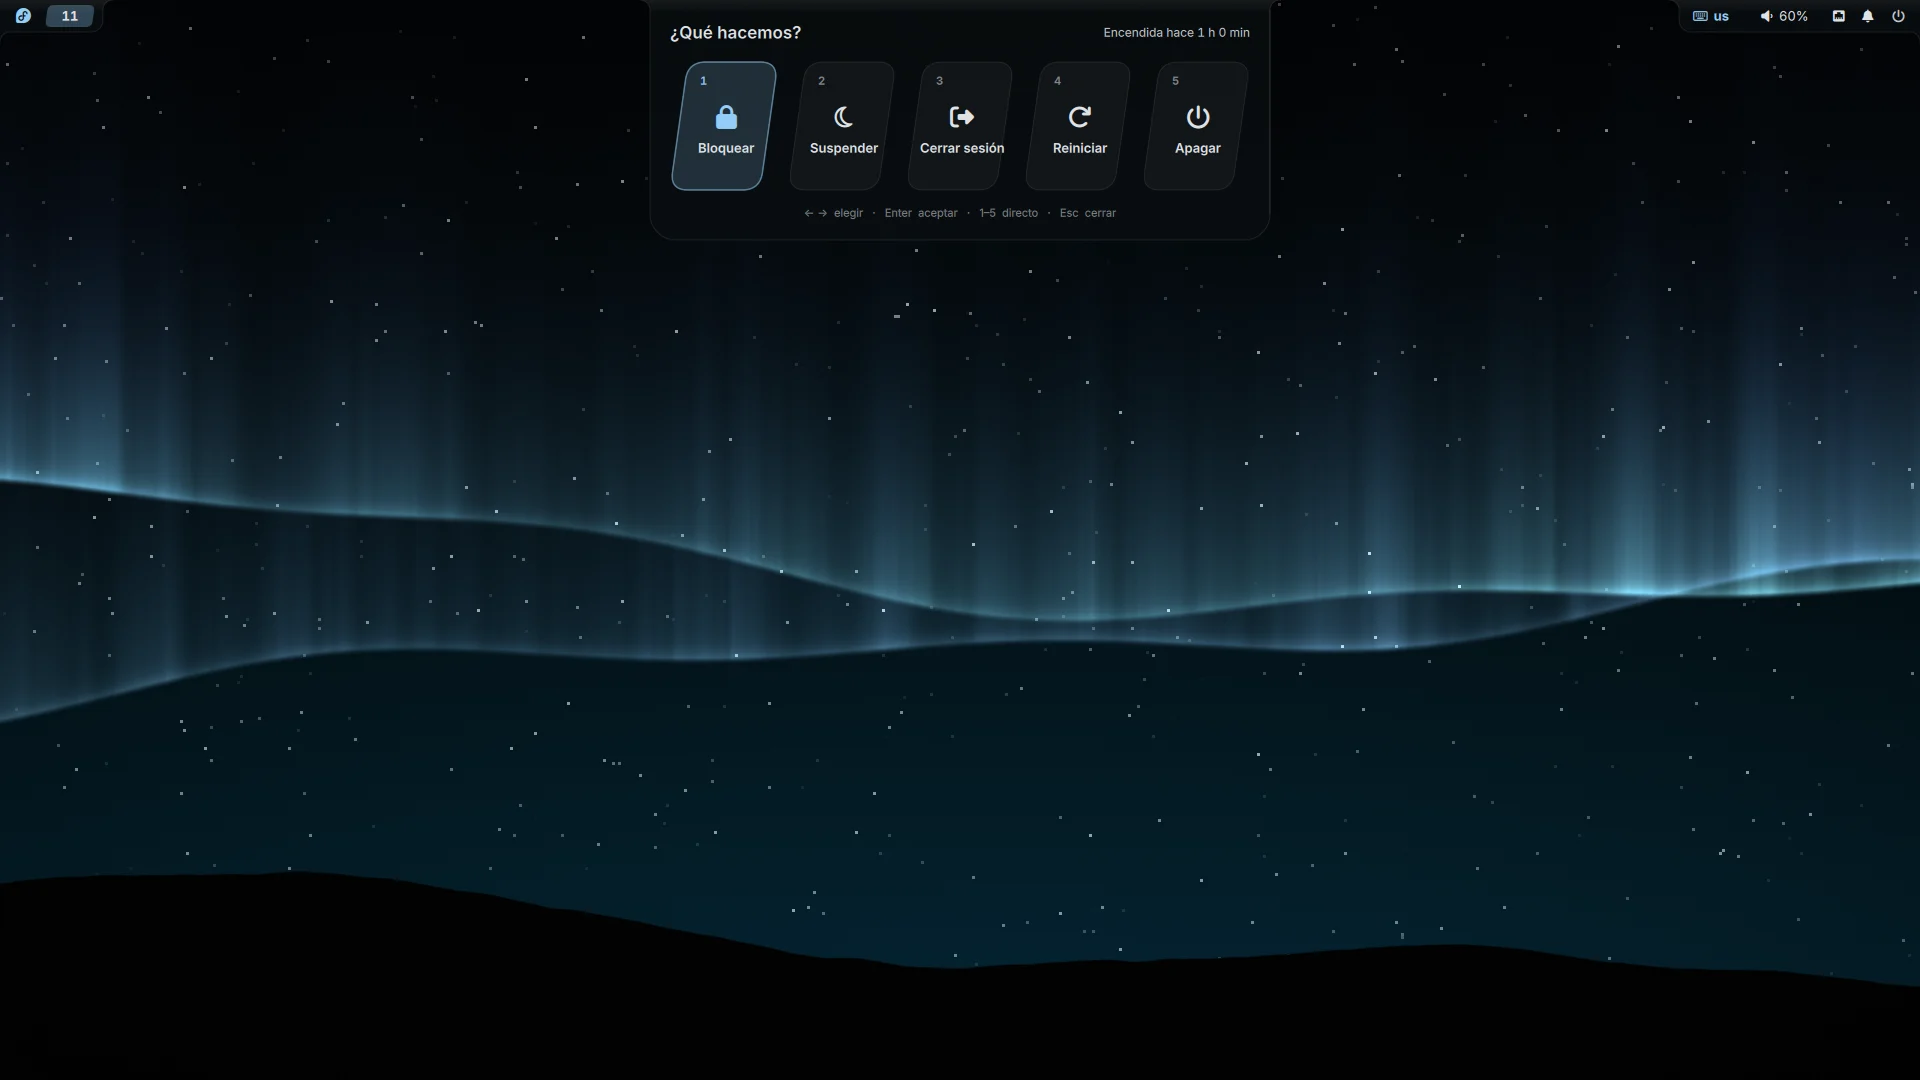 11
¿Qué hacemos?
Encendida hace 1 h 0 min
us
60%
1
Bloquear
2
Suspender
3
Cerrar sesión
4
Reiniciar
5
Apagar
← → elegir · Enter aceptar · 1–5 directo · Esc cerrar